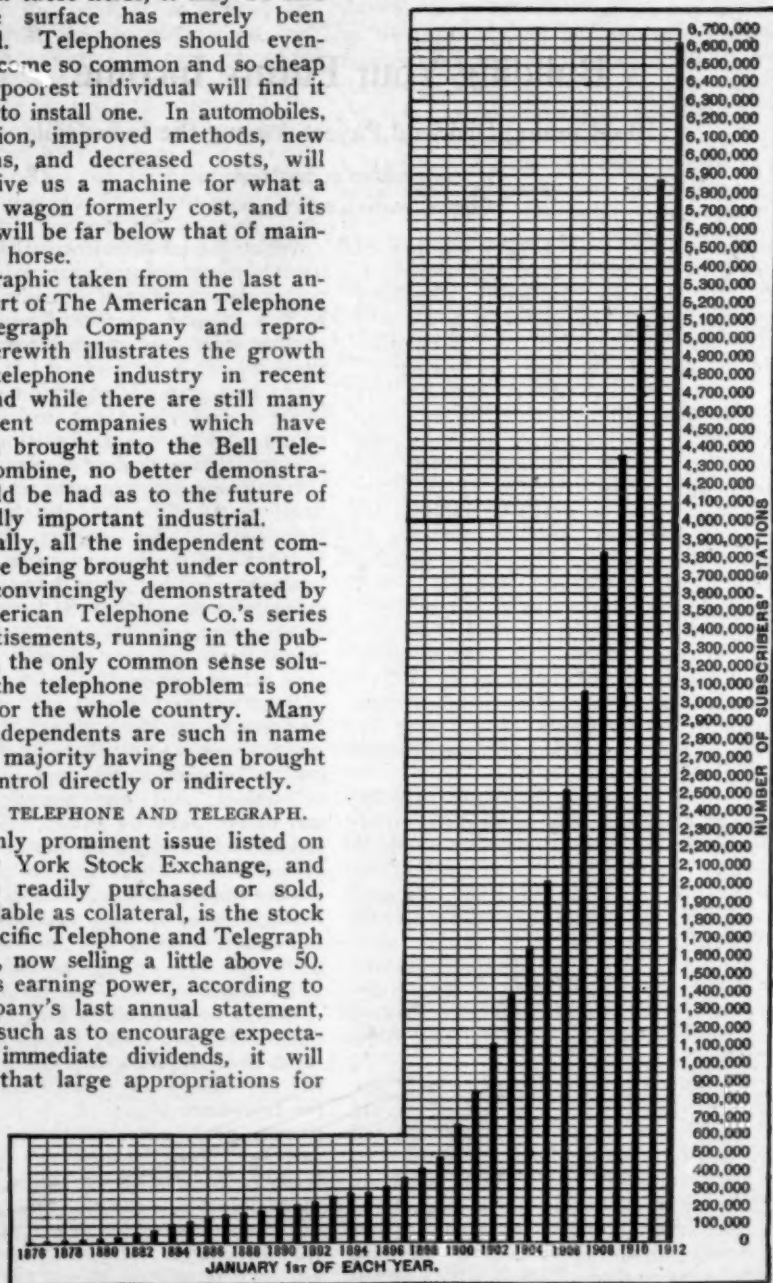 surface has merely been
Telephones should even-
come so common and so cheap
poorest individual will find it
to install one. In automobiles,
ion, improved methods, new
ns, and decreased costs, will
ive us a machine for what a
wagon formerly cost, and its
will be far below that of main-
horse.
raphic taken from the last an-
rt of The American Telephone
egraph Company and repro-
erewith illustrates the growth
telephone industry in recent
nd while there are still many
ent companies which have
brought into the Bell Tele-
ombine, no better demonstra-
ld be had as to the future of
lly important industrial.
ally, all the independent com-
e being brought under control,
convincingly demonstrated by
erican Telephone Co.'s series
tisements, running in the pub-
the only common sense solu-
the telephone problem is one
or the whole country. Many
dependents are such in name
majority having been brought
ntrol directly or indirectly.
TELEPHONE AND TELEGRAPH.
nly prominent issue listed on
York Stock Exchange, and
readily purchased or sold,
able as collateral, is the stock
cific Telephone and Telegraph
, now selling a little above 50.
s earning power, according to
pany's last annual statement,
such as to encourage expecta-
immediate dividends, it will
that large appropriations for
6,700,000
6,600,000
6,500,000
6,400,000
6,300,000
6,200,000
6,100,000
6,000,000
5,900,000
5,800,000
5,700,000
5,600,000
5,500,000
5,400,000
5,300,000
5,200,000
5,100,000
5,000,000
4,900,000
4,800,000
4,700,000
4,600,000
4,500,000
4,400,000
4,300,000
4,200,000
4,100,000
4,000,000
3,900,000
3,800,000
3,700,000
3,600,000
3,500,000
3,400,000
3,300,000
3,200,000
3,100,000
3,000,000
2,900,000
2,800,000
2,700,000
2,600,000
2,500,000
2,400,000
2,300,000
2,200,000
2,100,000
2,000,000
1,900,000
1,800,000
1,700,000
1,600,000
1,500,000
1,400,000
1,300,000
1,200,000
1,100,000
1,000,000
900,000
800,000
700,000
600,000
500,000
400,000
300,000
200,000
100,000
0
NUMBER OF SUBSCRIBERS' STATIONS
1876 1878 1880 1882 1884 1886 1888 1890 1892 1894 1896 1898 1900 1902 1904 1906 1908 1910 1912
JANUARY 1ST OF EACH YEAR.